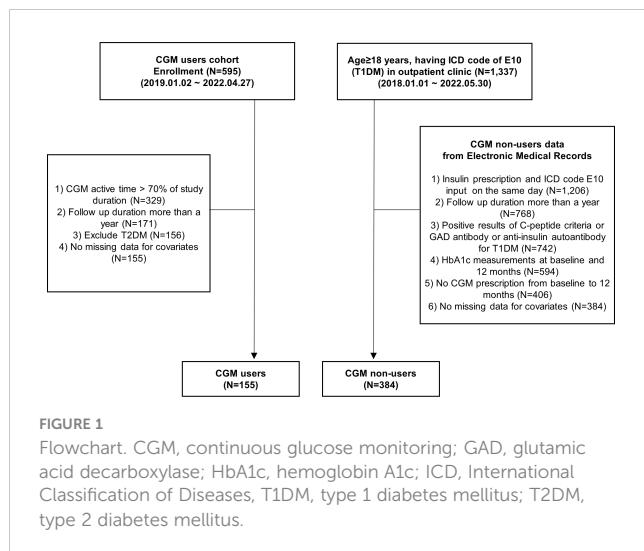 CGM users cohort
Enrollment (N=595)
(2019.01.02 ~ 2022.04.27)
Age≥18 years, having ICD code of E10
(T1DM) in outpatient clinic (N=1,337)
(2018.01.01 ~ 2022.05.30)
1) CGM active time > 70% of study
duration (N=329)
2) Follow up duration more than a
year (N=171)
3) Exclude T2DM (N=156)
4) No missing data for covariates
(N=155)
CGM non-users data
from Electronic Medical Records
1) Insulin prescription and ICD code E10
input on the same day (N=1,206)
2) Follow up duration more than a year
(N=768)
3) Positive results of C-peptide criteria or
GAD antibody or anti-insulin autoantibody
for T1DM (N=742)
4) HbA1c measurements at baseline and
12 months (N=594)
5) No CGM prescription from baseline to 12
months (N=406)
6) No missing data for covariates (N=384)
CGM users
(N=155)
CGM non-users
(N=384)
FIGURE 1
Flowchart. CGM, continuous glucose monitoring; GAD, glutamic
acid decarboxylase; HbA1c, hemoglobin A1c; ICD, International
Classification of Diseases, T1DM, type 1 diabetes mellitus; T2DM,
type 2 diabetes mellitus.